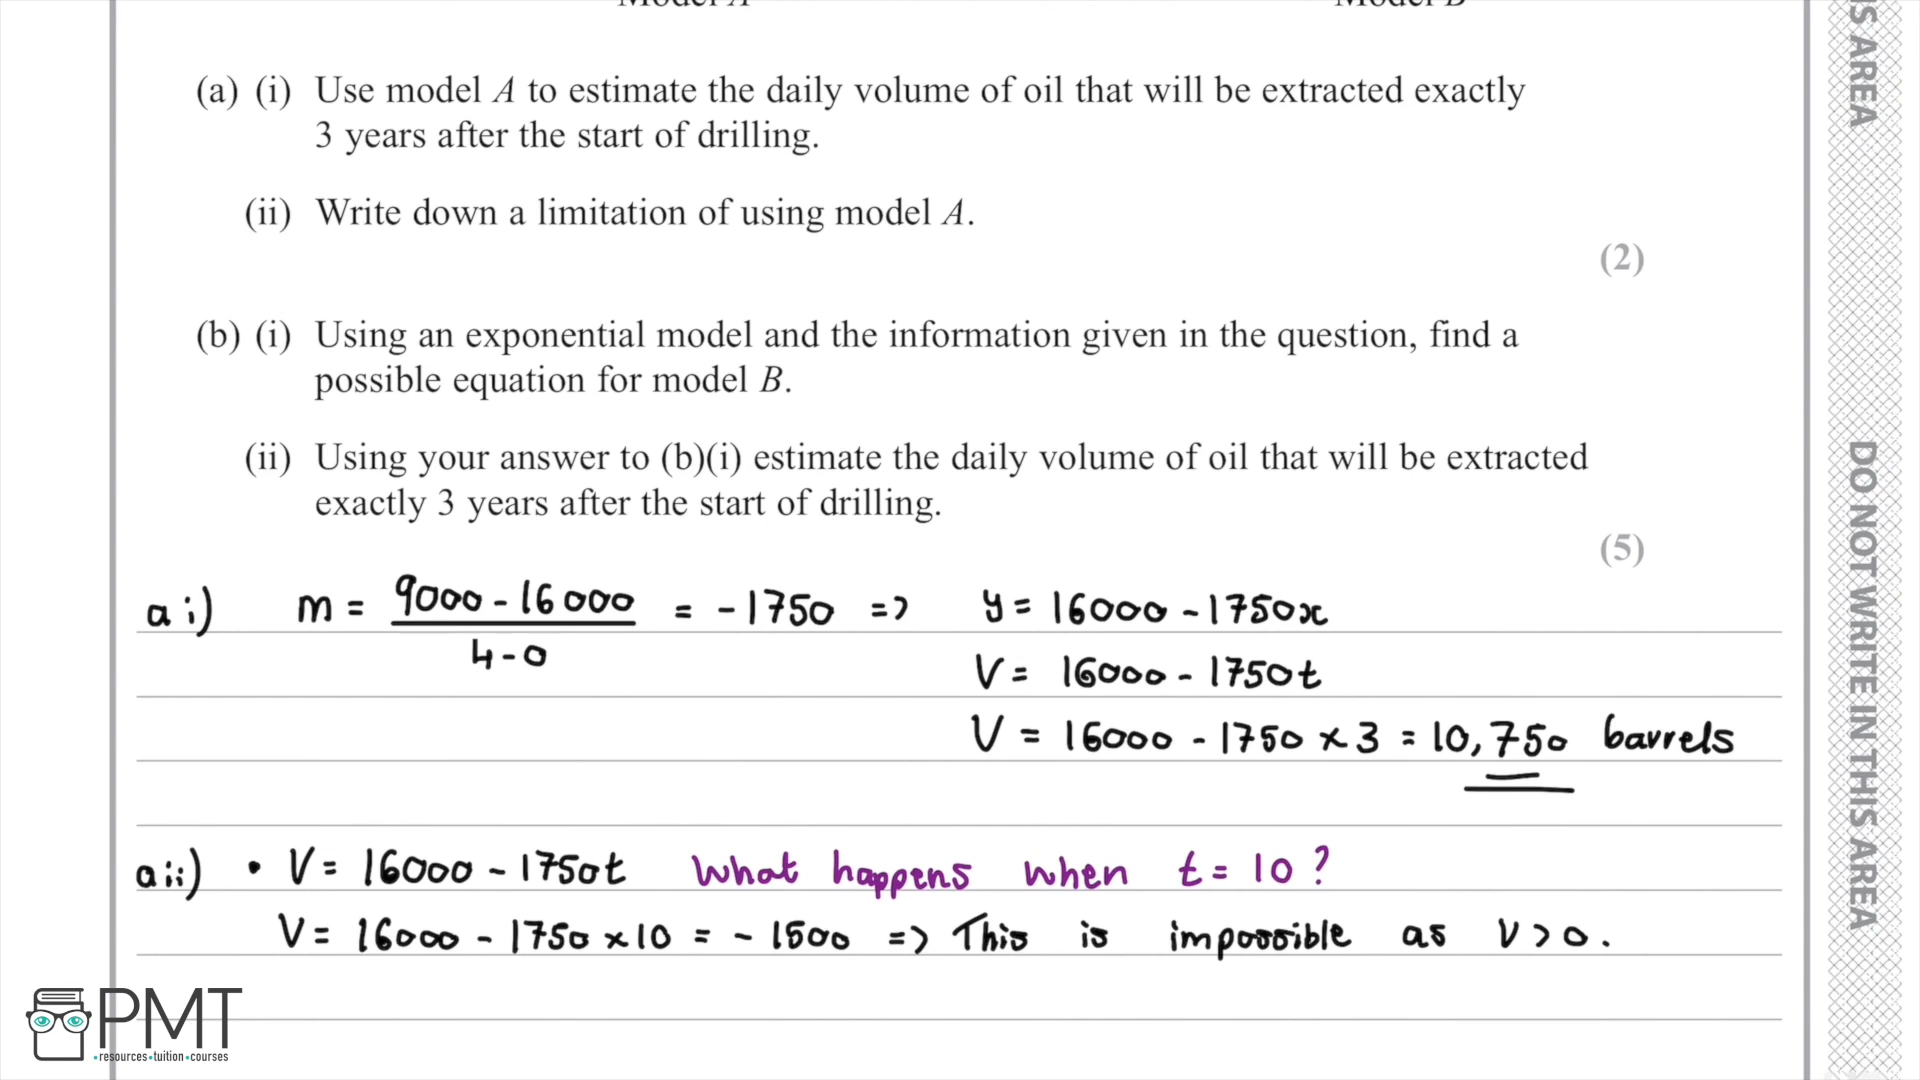 (a) (i) Use model A to estimate the daily volume of oil that will be extracted exactly
3 years after the start of drilling.
(ii) Write down a limitation of using model A.
(2)
(b) (i) Using an exponential model and the information given in the question, find a
possible equation for model B.
(ii) Using your answer to (b)(i) estimate the daily volume of oil that will be extracted
exactly 3 years after the start of drilling.
(5)
a i) m = (9000 - 16000)/(4 - 0) = -1750 => y = 16000 - 1750x
V = 16000 - 1750t
V = 16000 - 1750 x 3 = 10,750 barrels
a ii) • V = 16000 - 1750t What happens when t = 10 ?
V = 16000 - 1750 x 10 = - 1500 => This is impossible as V > 0 .
PMT
•resources•tuition•courses
IS AREA
DO NOT WRITE IN THIS AREA